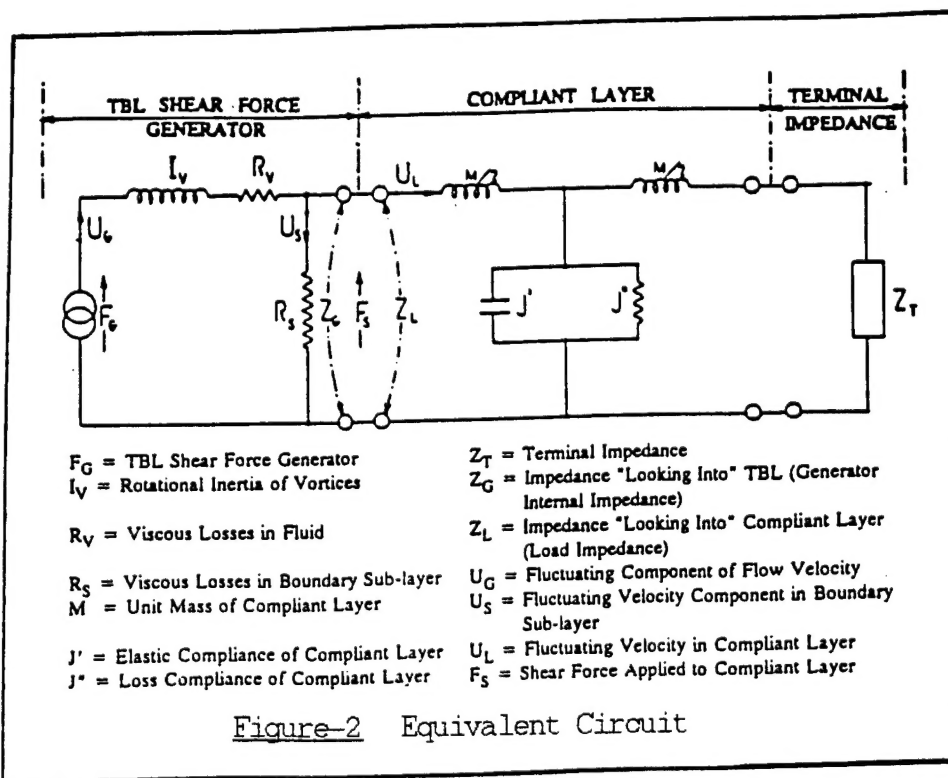 TBL SHEAR FORCE
GENERATOR
COMPLIANT LAYER
TERMINAL
IMPEDANCE
I_V
R_V
U_L
M
M
U_G
U_S
F_G
R_S
Z_G
F_S
Z_L
J'
J"
Z_T
F_G = TBL Shear Force Generator
I_V = Rotational Inertia of Vortices
R_V = Viscous Losses in Fluid
R_S = Viscous Losses in Boundary Sub-layer
M = Unit Mass of Compliant Layer
J' = Elastic Compliance of Compliant Layer
J" = Loss Compliance of Compliant Layer
Z_T = Terminal Impedance
Z_G = Impedance "Looking Into" TBL (Generator
Internal Impedance)
Z_L = Impedance "Looking Into" Compliant Layer
(Load Impedance)
U_G = Fluctuating Component of Flow Velocity
U_S = Fluctuating Velocity Component in Boundary
Sub-layer
U_L = Fluctuating Velocity in Compliant Layer
F_S = Shear Force Applied to Compliant Layer
Figure-2 Equivalent Circuit